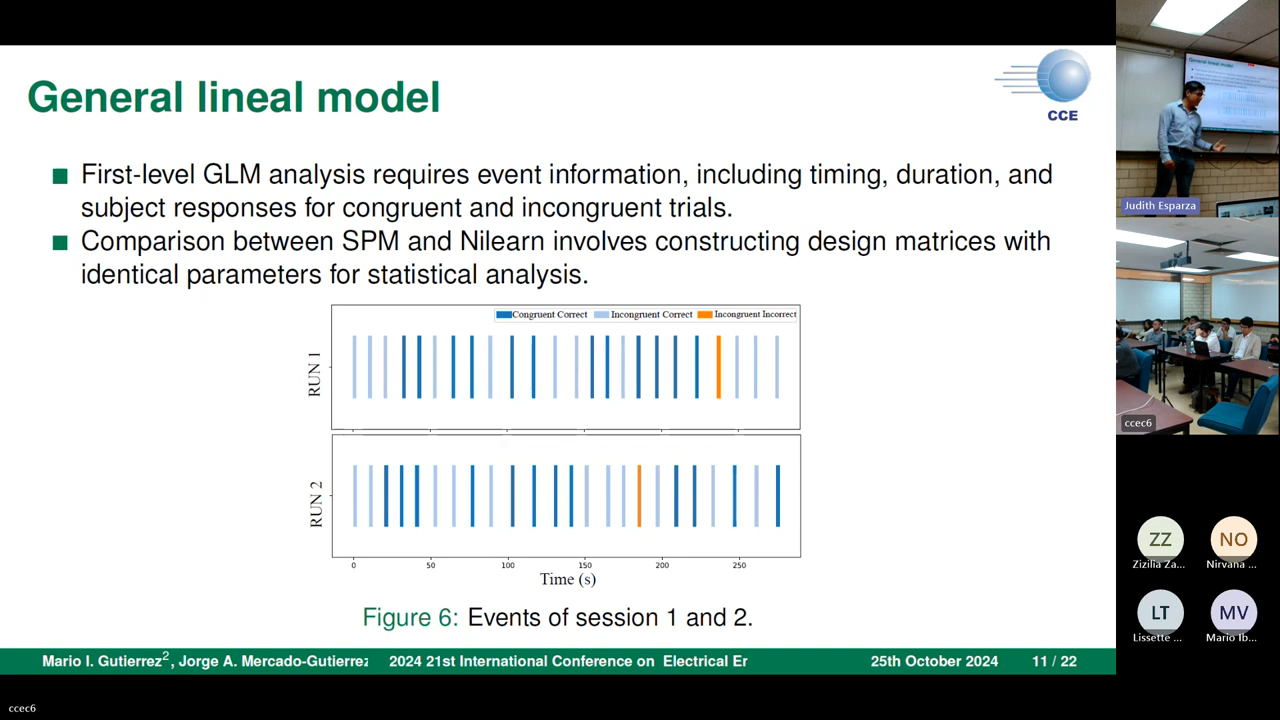 General lineal model
CCE
First-level GLM analysis requires event information, including timing, duration, and
subject responses for congruent and incongruent trials.
Comparison between SPM and Nilearn involves constructing design matrices with
identical parameters for statistical analysis.
Congruent Correct Incongruent Correct Incongruent Incorrect
RUN 1
RUN 2
0 50 100 150 200 250
Time (s)
Figure 6: Events of session 1 and 2.
Mario I. Gutierrez², Jorge A. Mercado-Gutierrez 2024 21st International Conference on Electrical Er 25th October 2024 11 / 22
General lineal model
Judith Esparza
ccec6
ZZ
Zizilia Za...
NO
Nirvana ...
LT
Lissette ...
MV
Mario Ib...
ccec6